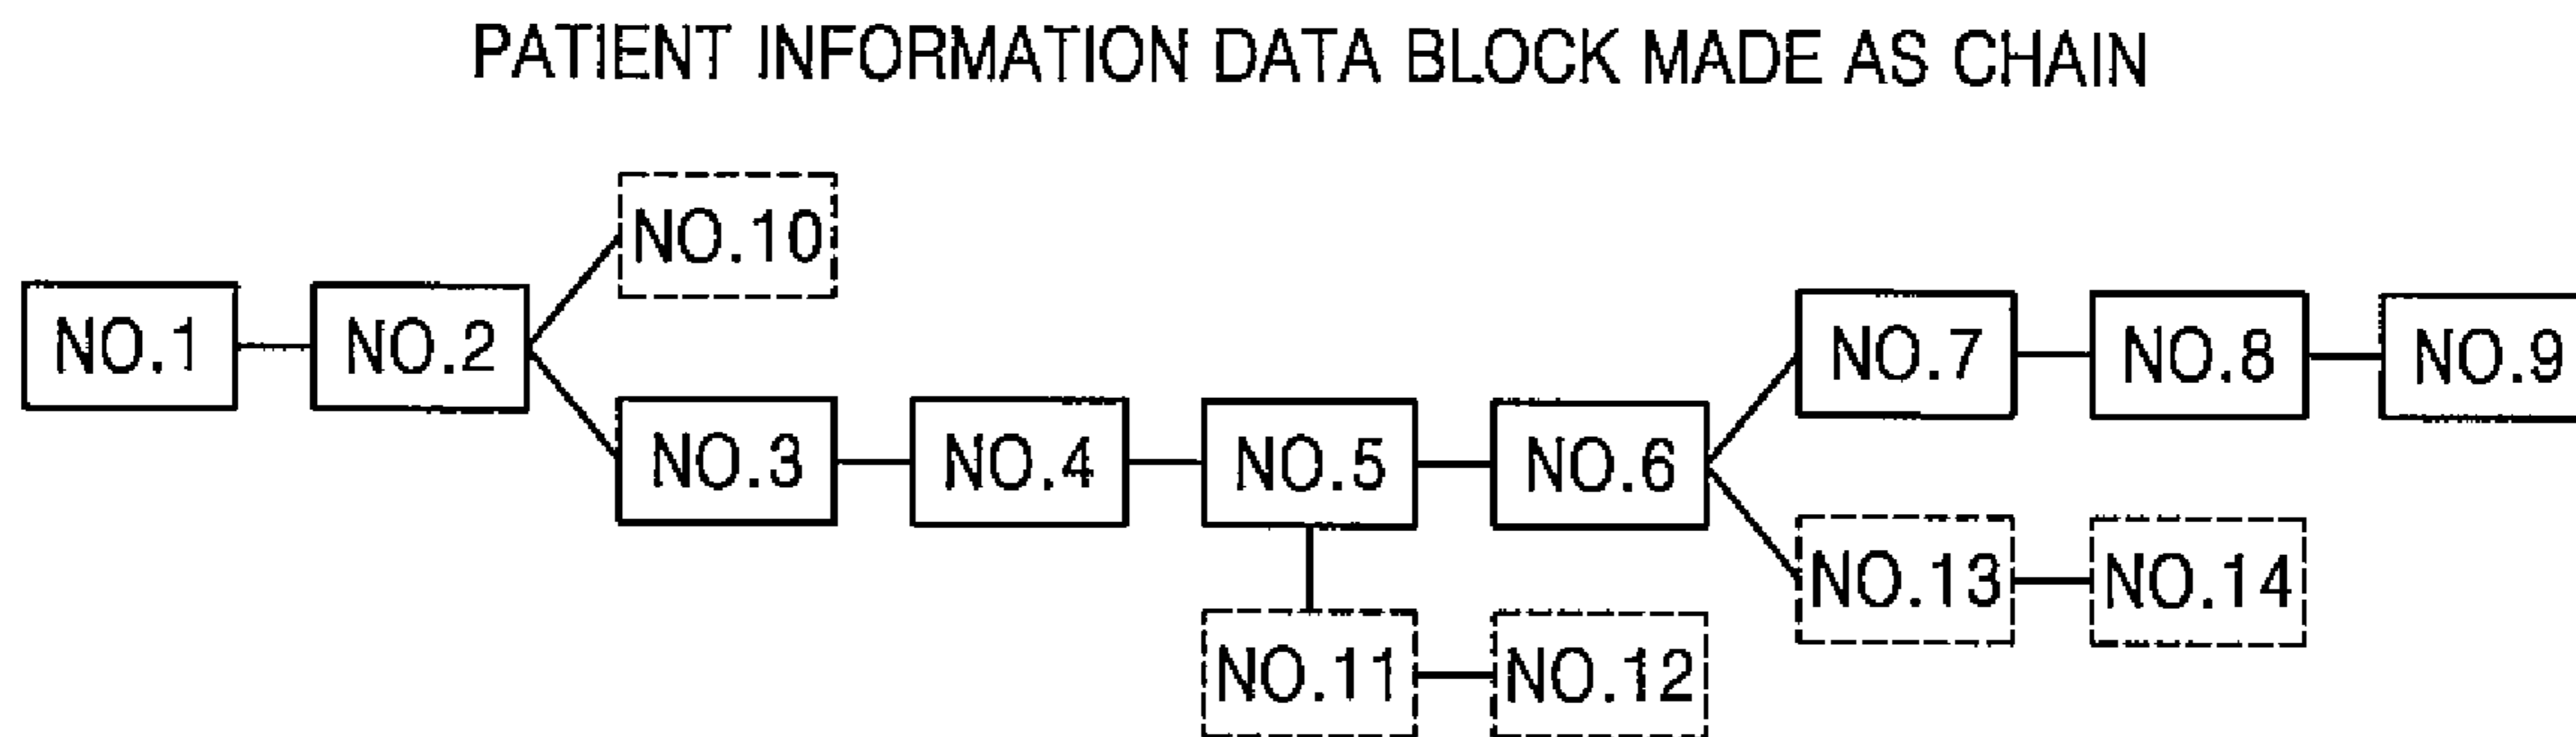 PATIENT INFORMATION DATA BLOCK MADE AS CHAIN
NO.10
NO.1
NO.2
NO.7
NO.8
NO.9
NO.3
NO.4
NO.5
NO.6
NO.13
NO.14
NO.11
NO.12